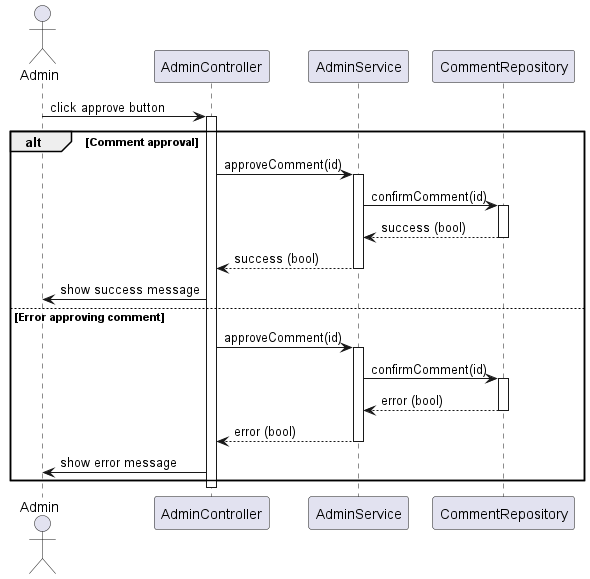 Admin
AdminController
AdminService
CommentRepository
click approve button
alt
[Comment approval]
approveComment(id)
confirmComment(id)
success (bool)
success (bool)
show success message
[Error approving comment]
approveComment(id)
confirmComment(id)
error (bool)
error (bool)
show error message
Admin
AdminController
AdminService
CommentRepository